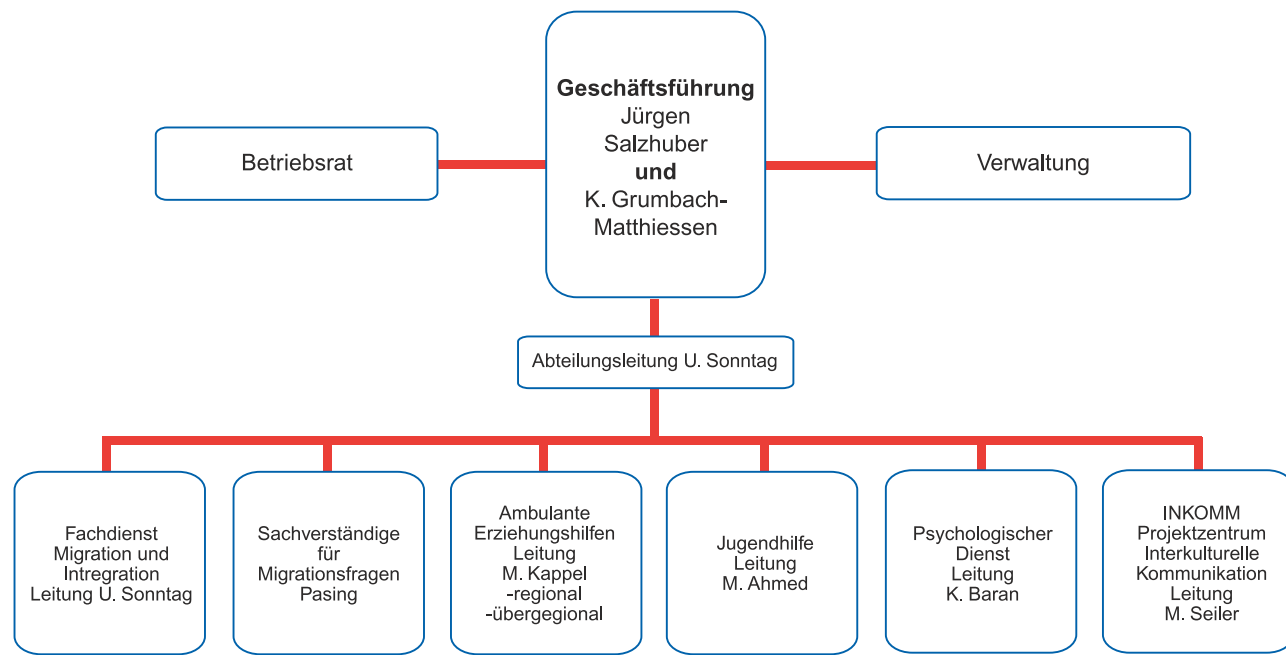 Geschäftsführung
Jürgen
Salzhuber
und
K. Grumbach-
Matthiessen
Betriebsrat
Verwaltung
Abteilungsleitung U. Sonntag
Fachdienst
Migration und
Intregration
Leitung U. Sonntag
Sachverständige
für
Migrationsfragen
Pasing
Ambulante
Erziehungshilfen
Leitung
M. Kappel
-regional
-übergegional
Jugendhilfe
Leitung
M. Ahmed
Psychologischer
Dienst
Leitung
K. Baran
INKOMM
Projektzentrum
Interkulturelle
Kommunikation
Leitung
M. Seiler